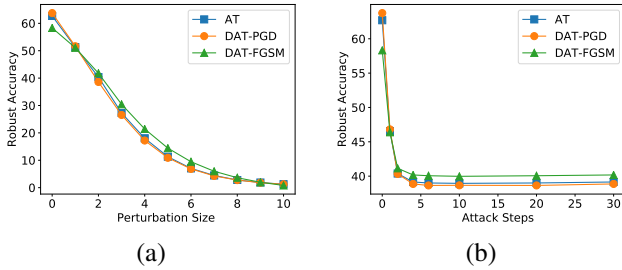 60
50
40
30
20
10
0
0
2
4
6
8
10
Robust Accuracy
Perturbation Size
AT
DAT-PGD
DAT-FGSM
(a)
60
55
50
45
40
0
5
10
15
20
25
30
Robust Accuracy
Attack Steps
AT
DAT-PGD
DAT-FGSM
(b)